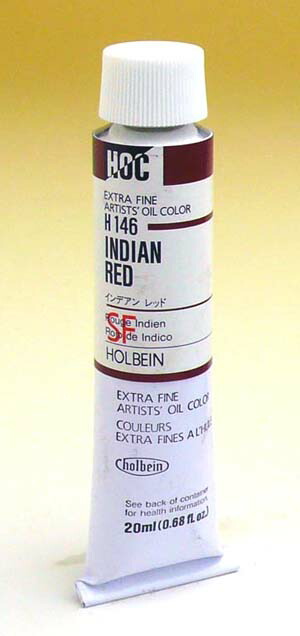 HOC
EXTRA FINE
ARTISTS' OIL COLOR
H146
INDIAN
RED
インデアン レッド
Rouge Indien
SF
de Indico
HOLBEIN
EXTRA FINE
ARTISTS' OIL COLOR
COULEURS
EXTRA FINES A
holbein
See back of container
for health information.
20ml(0.68 fl.oz.)